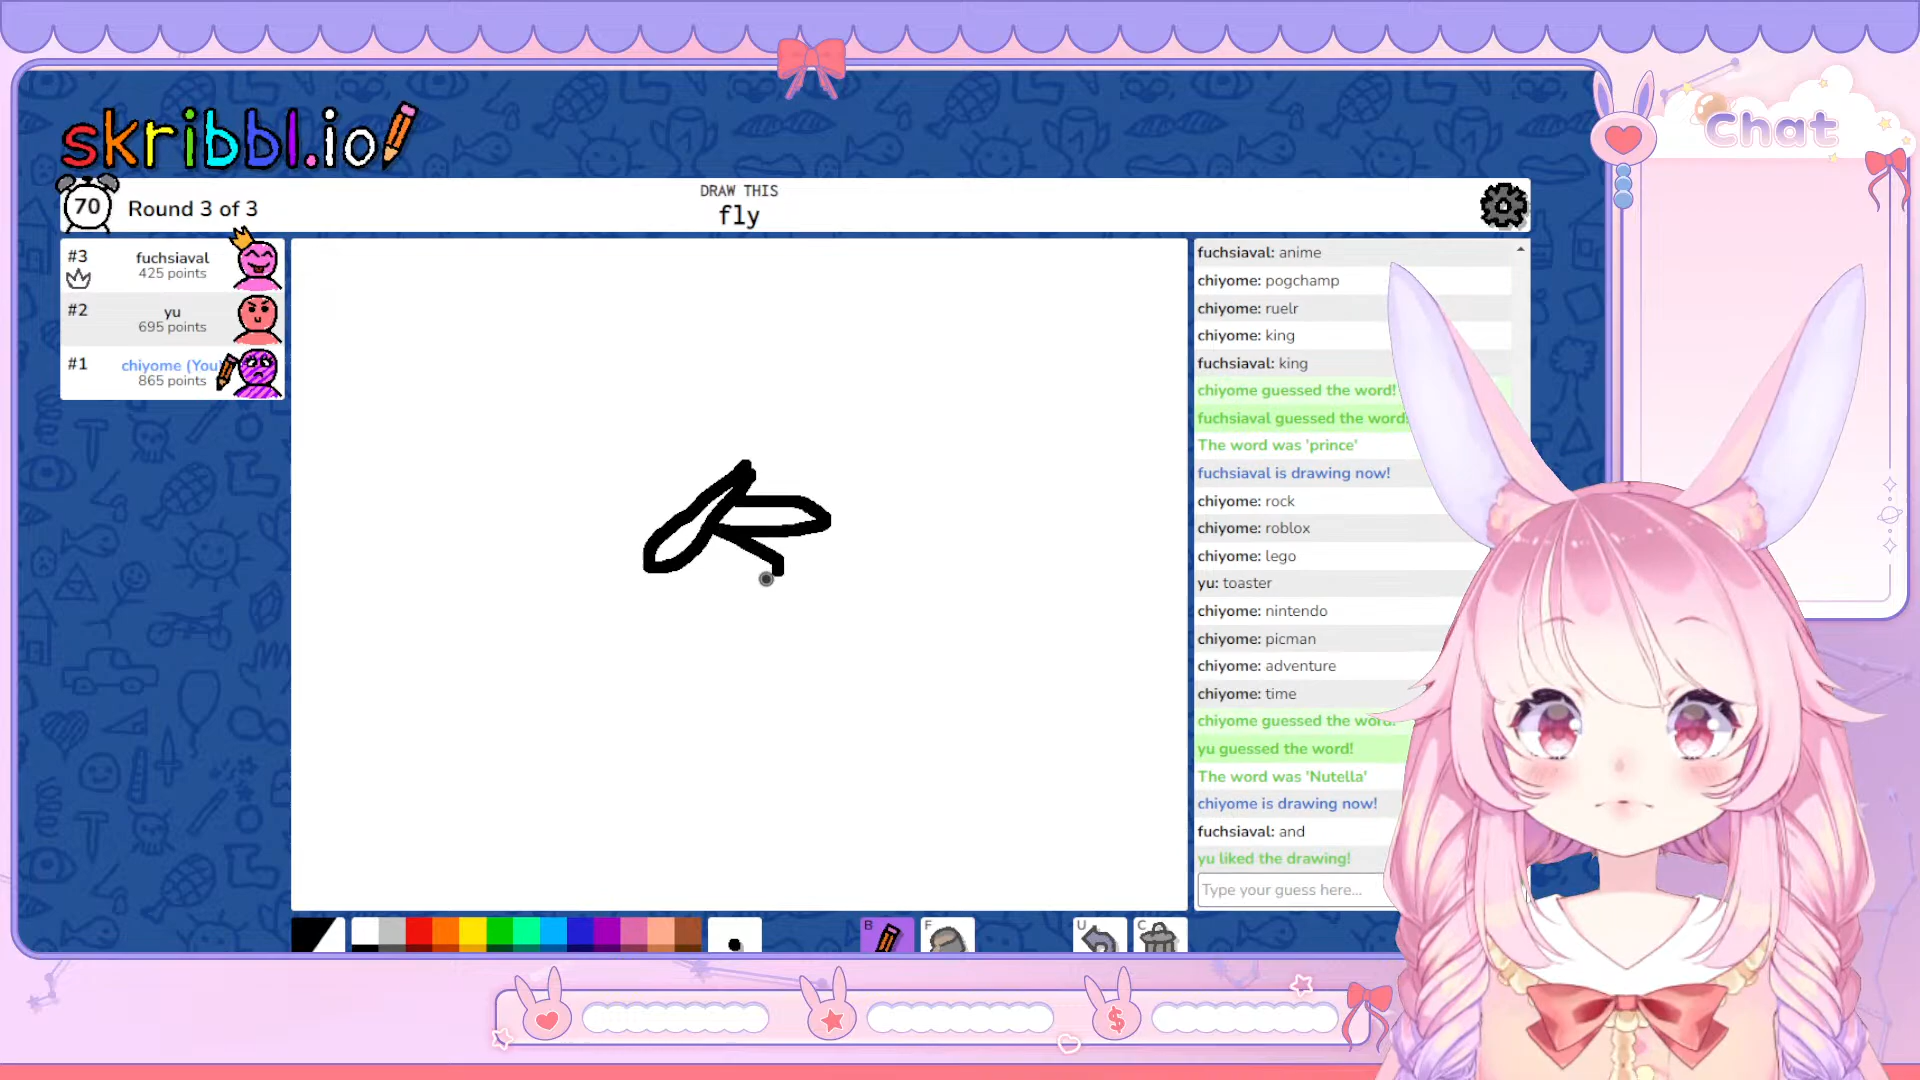 skribbl.io
Chat
70
Round 3 of 3
DRAW THIS
fly
#3
fuchsiaval
425 points
#2
yu
695 points
#1
chiyome (You)
865 points
fuchsiaval: anime
chiyome: pogchamp
chiyome: ruelr
chiyome: king
fuchsiaval: king
chiyome guessed the word!
fuchsiaval guessed the word!
The word was 'prince'
fuchsiaval is drawing now!
chiyome: rock
chiyome: roblox
chiyome: lego
yu: toaster
chiyome: nintendo
chiyome: picman
chiyome: adventure
chiyome: time
chiyome guessed the word!
yu guessed the word!
The word was 'Nutella'
chiyome is drawing now!
fuchsiaval: and
yu liked the drawing!
Type your guess here...
B
F
U
C
$